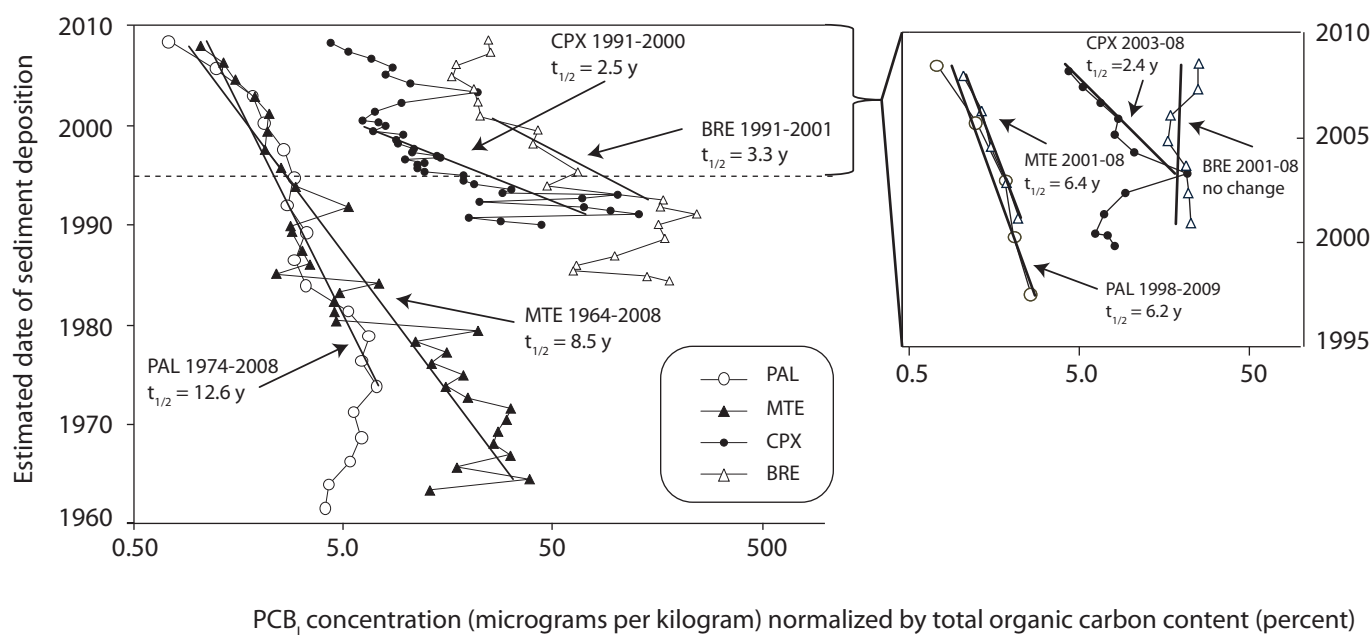 Estimated date of sediment deposition
2010
2000
1990
1980
1970
1960
0.50
5.0
50
500
CPX 1991-2000
t1/2 = 2.5 y
BRE 1991-2001
t1/2 = 3.3 y
MTE 1964-2008
t1/2 = 8.5 y
PAL 1974-2008
t1/2 = 12.6 y
PAL
MTE
CPX
BRE
CPX 2003-08
t1/2 =2.4 y
MTE 2001-08
t1/2 = 6.4 y
BRE 2001-08
no change
PAL 1998-2009
t1/2 = 6.2 y
2010
2005
2000
1995
0.5
5.0
50
PCBI concentration (micrograms per kilogram) normalized by total organic carbon content (percent)